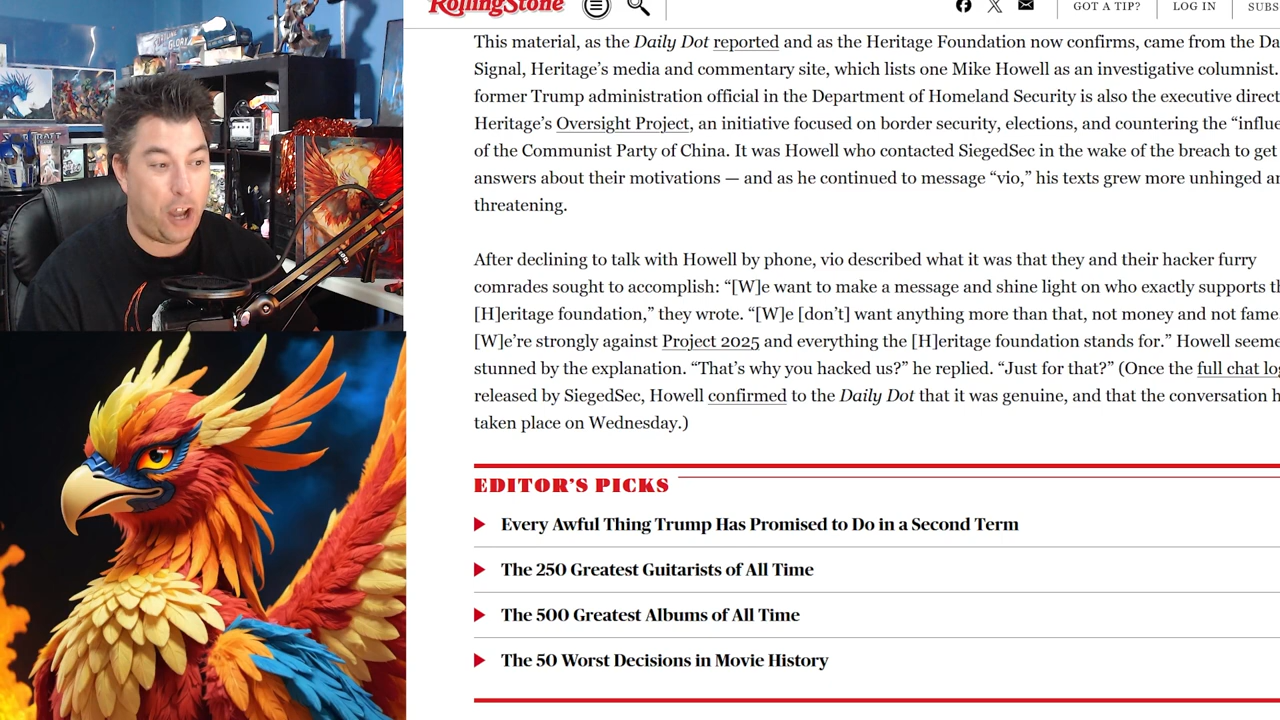 RollingStone
GOT A TIP?
LOG IN
This material, as the Daily Dot reported and as the Heritage Foundation now confirms, came from the Da
Signal, Heritage’s media and commentary site, which lists one Mike Howell as an investigative columnist.
former Trump administration official in the Department of Homeland Security is also the executive direct
Heritage’s Oversight Project, an initiative focused on border security, elections, and countering the “influe
of the Communist Party of China. It was Howell who contacted SiegedSec in the wake of the breach to get
answers about their motivations — and as he continued to message “vio,” his texts grew more unhinged an
threatening.
After declining to talk with Howell by phone, vio described what it was that they and their hacker furry
comrades sought to accomplish: “[W]e want to make a message and shine light on who exactly supports th
[H]eritage foundation,” they wrote. “[W]e [don’t] want anything more than that, not money and not fame.
[W]e’re strongly against Project 2025 and everything the [H]eritage foundation stands for.” Howell seeme
stunned by the explanation. “That’s why you hacked us?” he replied. “Just for that?” (Once the full chat log
released by SiegedSec, Howell confirmed to the Daily Dot that it was genuine, and that the conversation h
taken place on Wednesday.)
EDITOR’S PICKS
Every Awful Thing Trump Has Promised to Do in a Second Term
The 250 Greatest Guitarists of All Time
The 500 Greatest Albums of All Time
The 50 Worst Decisions in Movie History